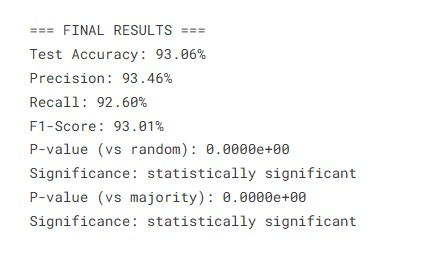 === FINAL RESULTS ===
Test Accuracy: 93.06%
Precision: 93.46%
Recall: 92.60%
F1-Score: 93.01%
P-value (vs random): 0.0000e+00
Significance: statistically significant
P-value (vs majority): 0.0000e+00
Significance: statistically significant